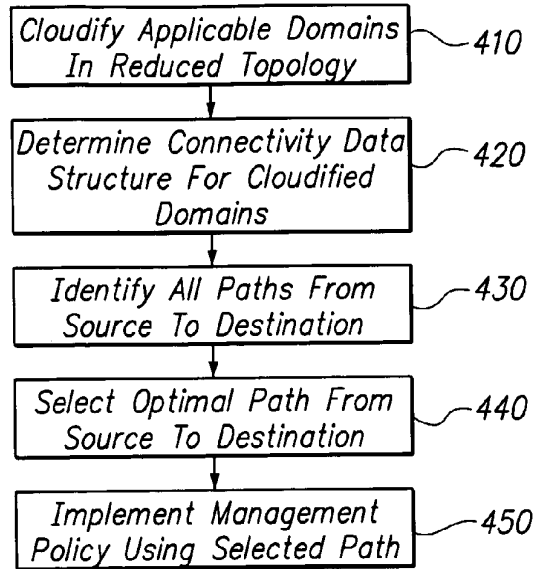 Cloudify Applicable Domains
In Reduced Topology
410
Determine Connectivity Data
Structure For Cloudified
Domains
420
Identify All Paths From
Source To Destination
430
Select Optimal Path From
Source To Destination
440
Implement Management
Policy Using Selected Path
450